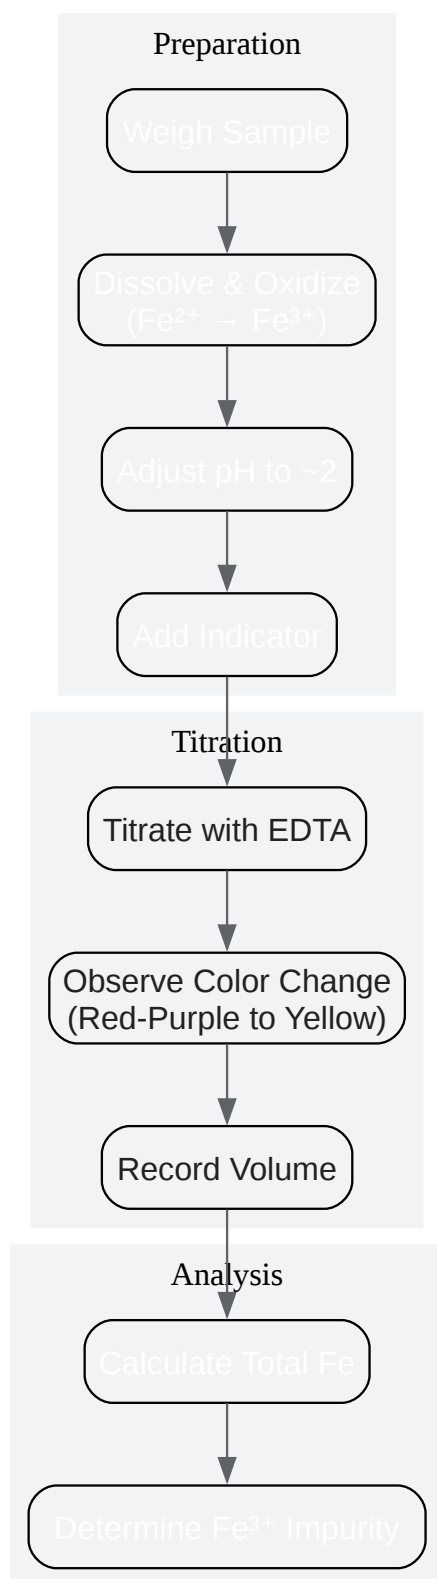 Preparation
Weigh Sample
Dissolve & Oxidize
(Fe²⁺ → Fe³⁺)
Adjust pH to ~2
Add Indicator
Titration
Titrate with EDTA
Observe Color Change
(Red-Purple to Yellow)
Record Volume
Analysis
Calculate Total Fe
Determine Fe³⁺ Impurity